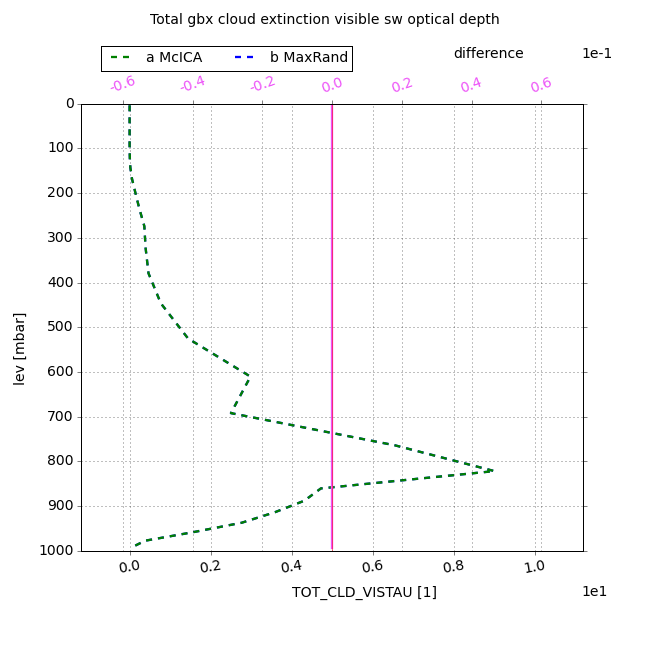 Total gbx cloud extinction visible sw optical depth
a McICA b MaxRand
difference 1e-1
-0.6 -0.4 -0.2 0.0 0.2 0.4 0.6
0
100
200
300
400
500
600
700
800
900
1000
lev [mbar]
0.0 0.2 0.4 0.6 0.8 1.0
TOT_CLD_VISTAU [1] 1e1